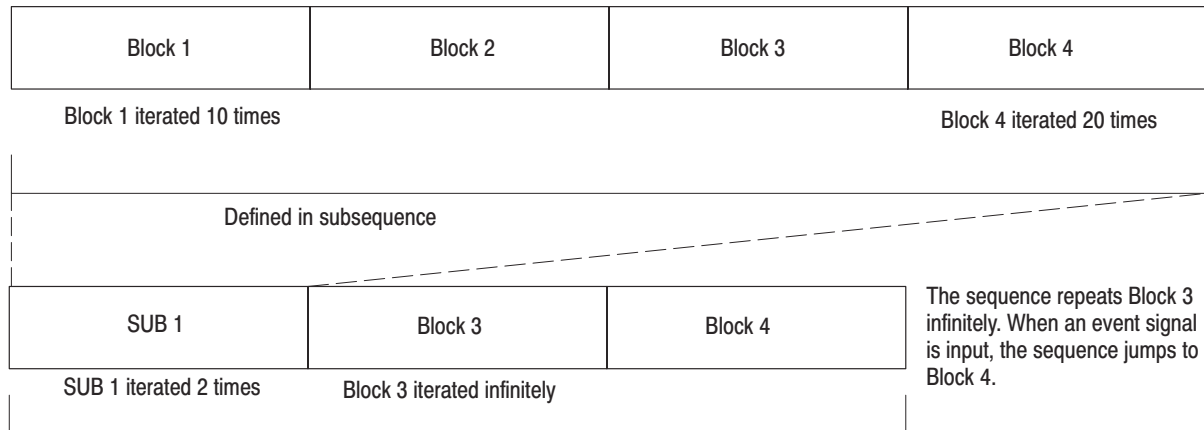 Block 1
Block 2
Block 3
Block 4
Block 1 iterated 10 times
Block 4 iterated 20 times
Defined in subsequence
SUB 1
Block 3
Block 4
The sequence repeats Block 3
infinitely. When an event signal
is input, the sequence jumps to
Block 4.
SUB 1 iterated 2 times
Block 3 iterated infinitely